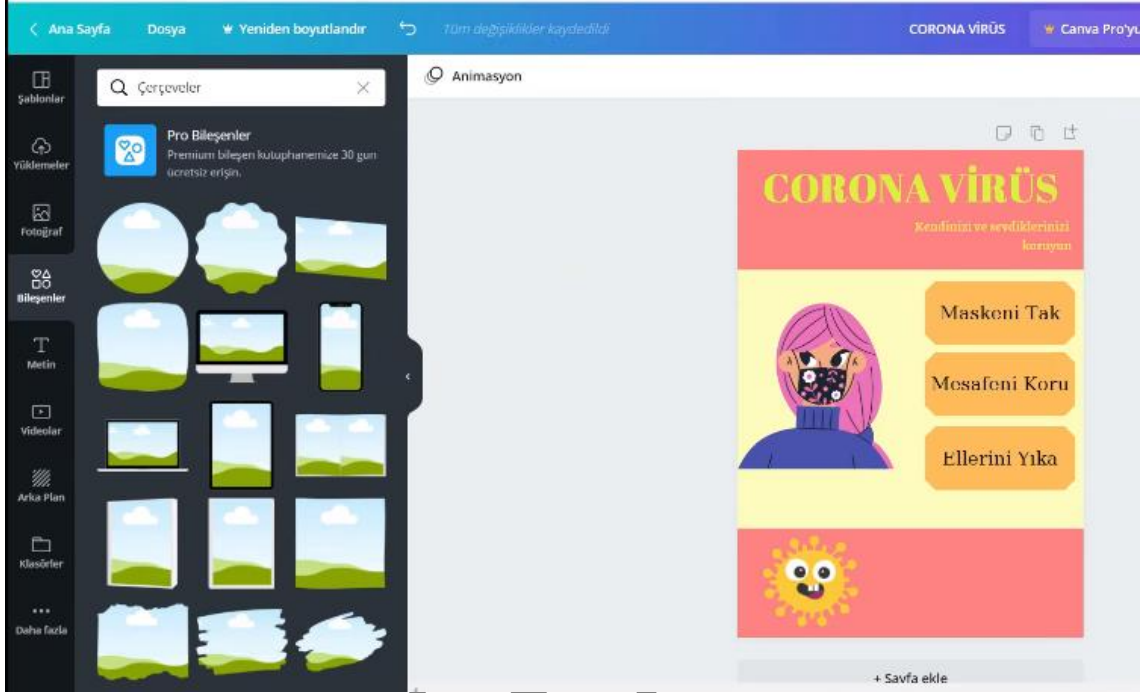 Ana Sayfa
Dosya
Yeniden boyutlandır
Tüm değişiklikler kaydedildi
CORONA VİRÜS
Canva Pro'yu
Şablonlar
Yüklemeler
Fotoğraf
Bileşenler
Metin
Videolar
Arka Plan
Klasörler
Daha fazla
Çerçeveler
Pro Bileşenler
Premium bileşen kutuphanemize 30 gun
ücretsiz erişin.
Animasyon
CORONA VİRÜS
Kendinizi ve sevdiklerinizi
koruyun
Maskeni Tak
Mesafeni Koru
Ellerini Yıka
+ Sayfa ekle